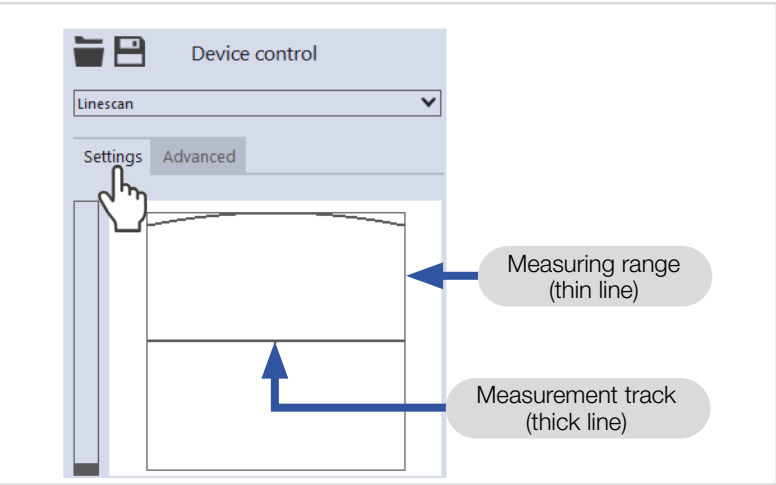 Device control
Linescan
Settings
Advanced
Measuring range
(thin line)
Measurement track
(thick line)